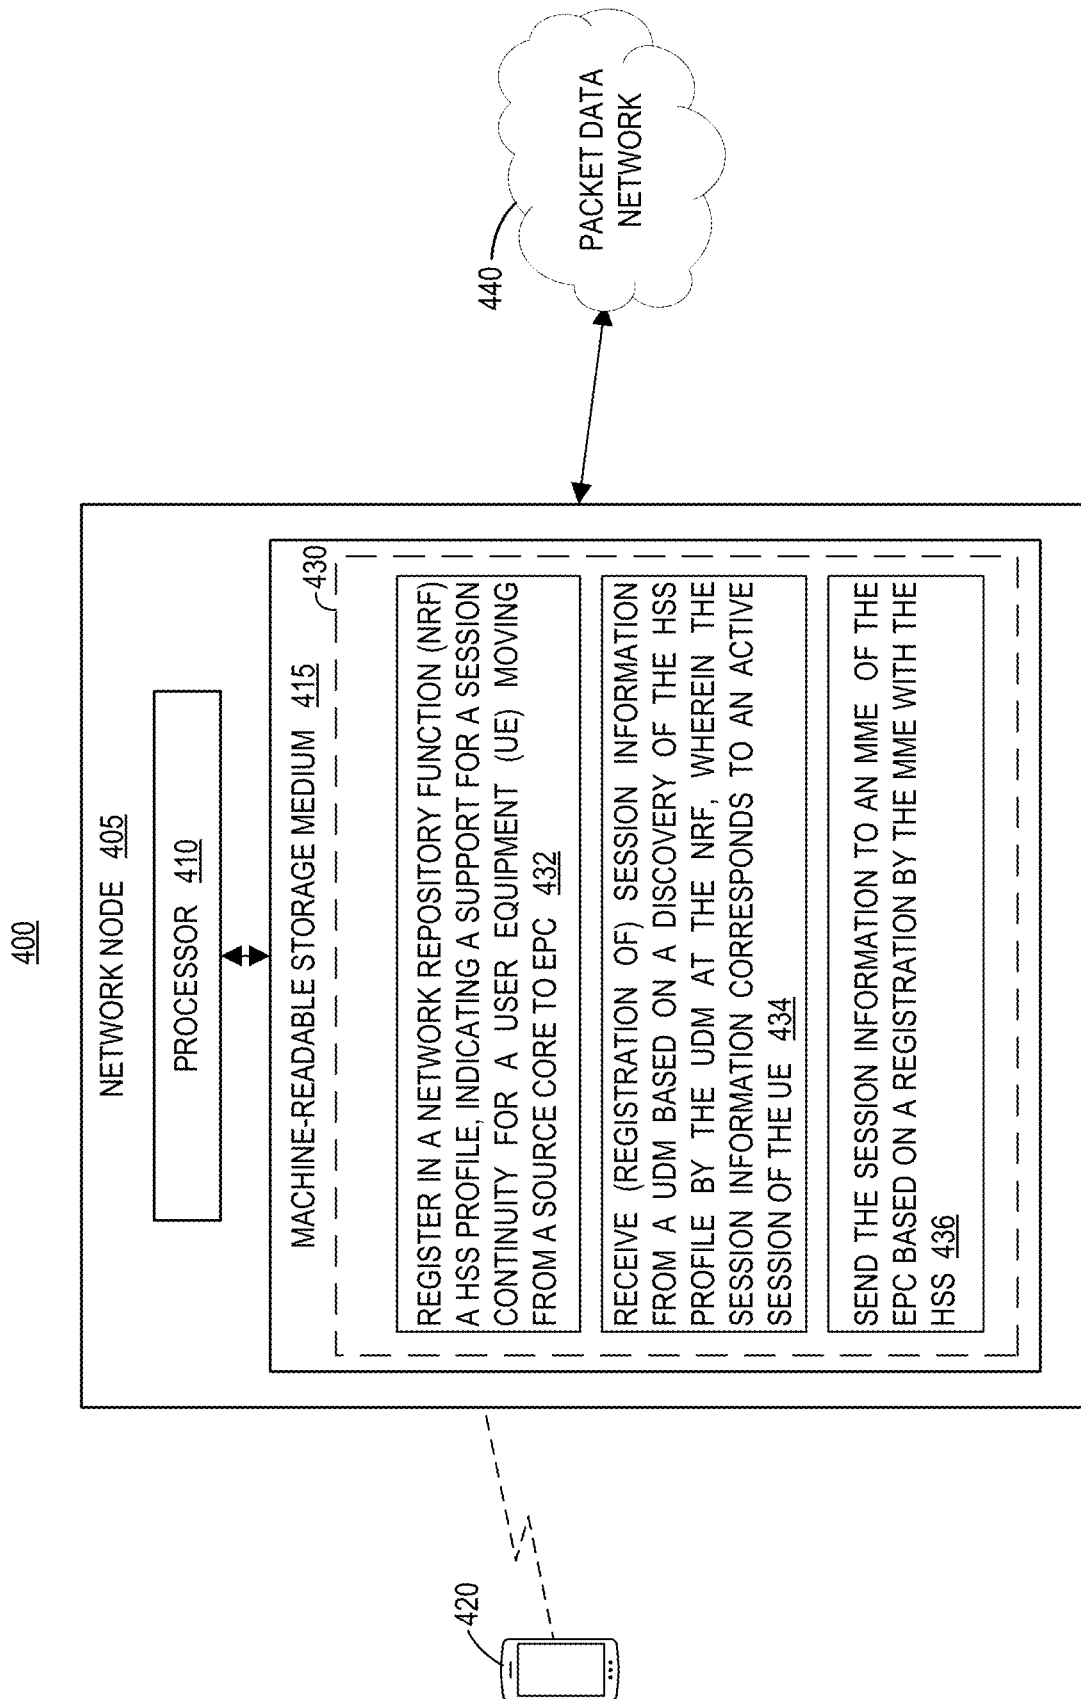 400
NETWORK NODE 405
PROCESSOR 410
MACHINE-READABLE STORAGE MEDIUM 415
430
REGISTER IN A NETWORK REPOSITORY FUNCTION (NRF)
A HSS PROFILE, INDICATING A SUPPORT FOR A SESSION
CONTINUITY FOR A USER EQUIPMENT (UE) MOVING
FROM A SOURCE CORE TO EPC 432
RECEIVE (REGISTRATION OF) SESSION INFORMATION
FROM A UDM BASED ON A DISCOVERY OF THE HSS
PROFILE BY THE UDM AT THE NRF, WHEREIN THE
SESSION INFORMATION CORRESPONDS TO AN ACTIVE
SESSION OF THE UE 434
SEND THE SESSION INFORMATION TO AN MME OF THE
EPC BASED ON A REGISTRATION BY THE MME WITH THE
HSS 436
420
440
PACKET DATA
NETWORK